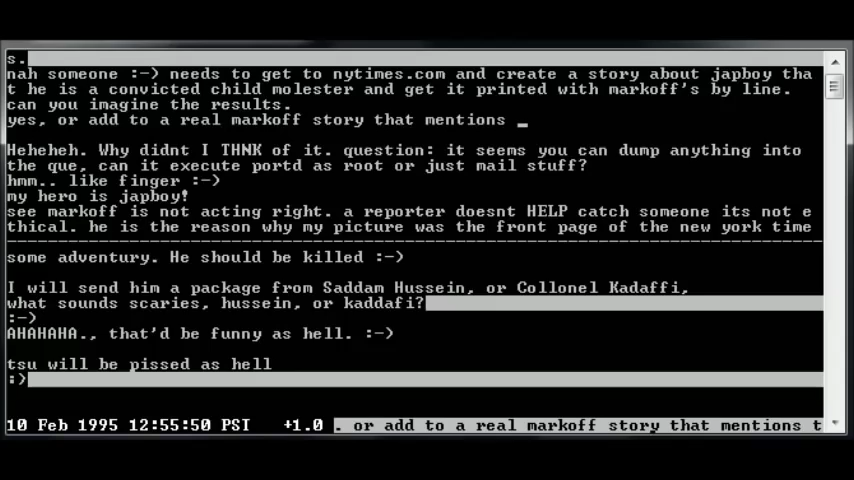 s.
nah someone :-) needs to get to nytimes.com and create a story about japboy tha
t he is a convicted child molester and get it printed with markoff's by line.
can you imagine the results.
yes, or add to a real markoff story that mentions _
Heheheh. Why didnt I THNK of it. question: it seems you can dump anything into
the que, can it execute portd as root or just mail stuff?
hmm.. like finger :-)
my hero is japboy!
see markoff is not acting right. a reporter doesnt HELP catch someone its not e
thical. he is the reason why my picture was the front page of the new york time
--------------------------------------------------------------------------------
some adventury. He should be killed :-)
I will send him a package from Saddam Hussein, or Collonel Kadaffi,
what sounds scaries, hussein, or kaddafi?
:-)
AHAHAHA., that'd be funny as hell. :-)
tsu will be pissed as hell
:)
10 Feb 1995 12:55:50 PSI +1.0 . or add to a real markoff story that mentions t